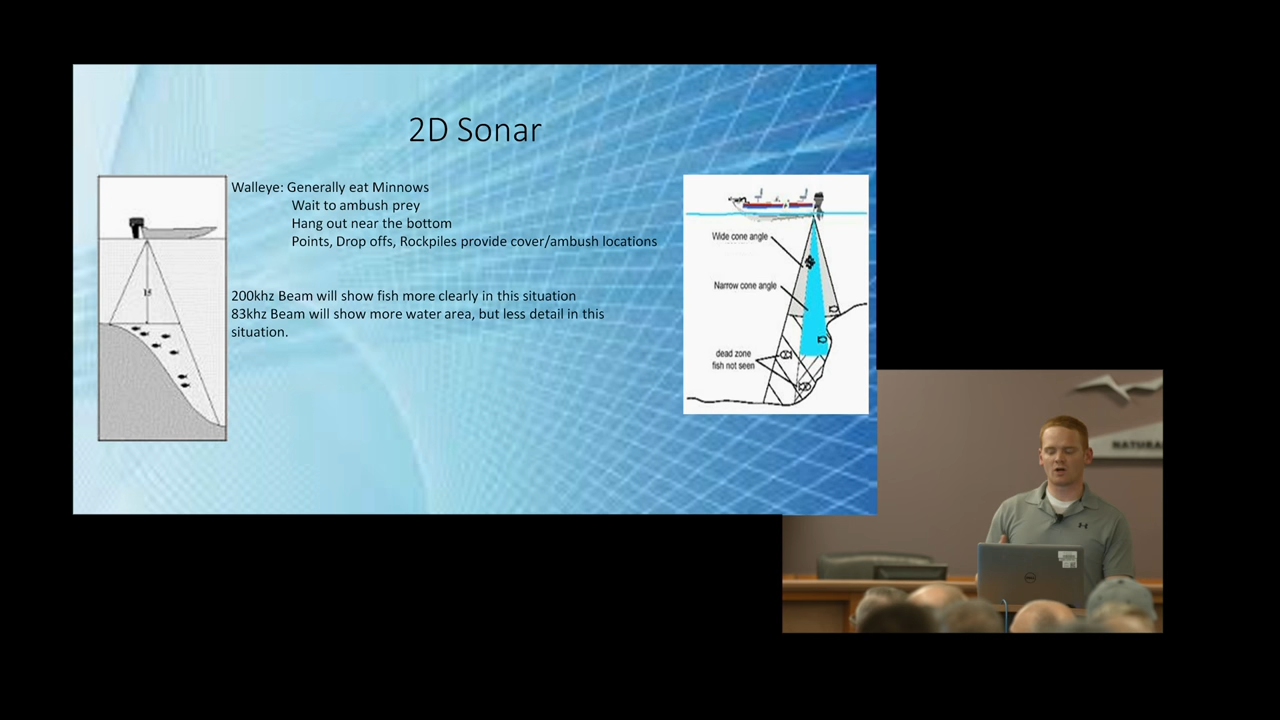 2D Sonar
Walleye: Generally eat Minnows
Wait to ambush prey
Hang out near the bottom
Points, Drop offs, Rockpiles provide cover/ambush locations
200khz Beam will show fish more clearly in this situation
83khz Beam will show more water area, but less detail in this
situation.
15
Wide cone angle
Narrow cone angle
dead zone
fish not seen
NATURA
DELL